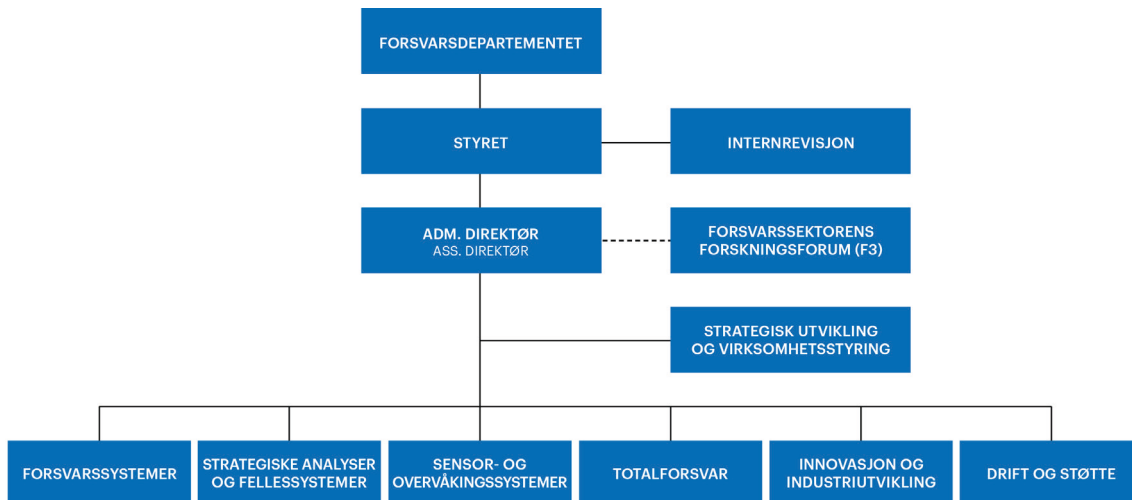 FORSVARSDEPARTEMENTET
STYRET
INTERNREVISJON
ADM. DIREKTØR
ASS. DIREKTØR
FORSVARSSEKTORENS
FORSKNINGSFORUM (F3)
STRATEGISK UTVIKLING
OG VIRKSOMHETSSTYRING
FORSVARSSYSTEMER
STRATEGISKE ANALYSER
OG FELLESSYSTEMER
SENSOR- OG
OVERVÅKINGSSYSTEMER
TOTALFORSVAR
INNOVASJON OG
INDUSTRIUTVIKLING
DRIFT OG STØTTE